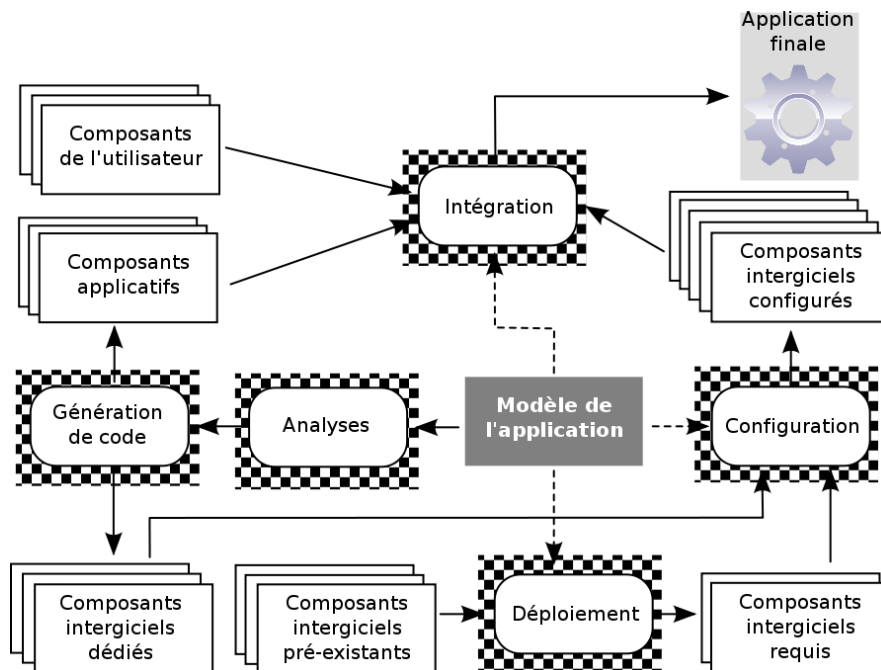 Application
finale
Composants
de l'utilisateur
Intégration
Composants
applicatifs
Composants
intergiciels
configurés
Génération
de code
Analyses
Modèle de
l'application
Configuration
Composants
intergiciels
dédiés
Composants
intergiciels
pré-existants
Déploiement
Composants
intergiciels
requis